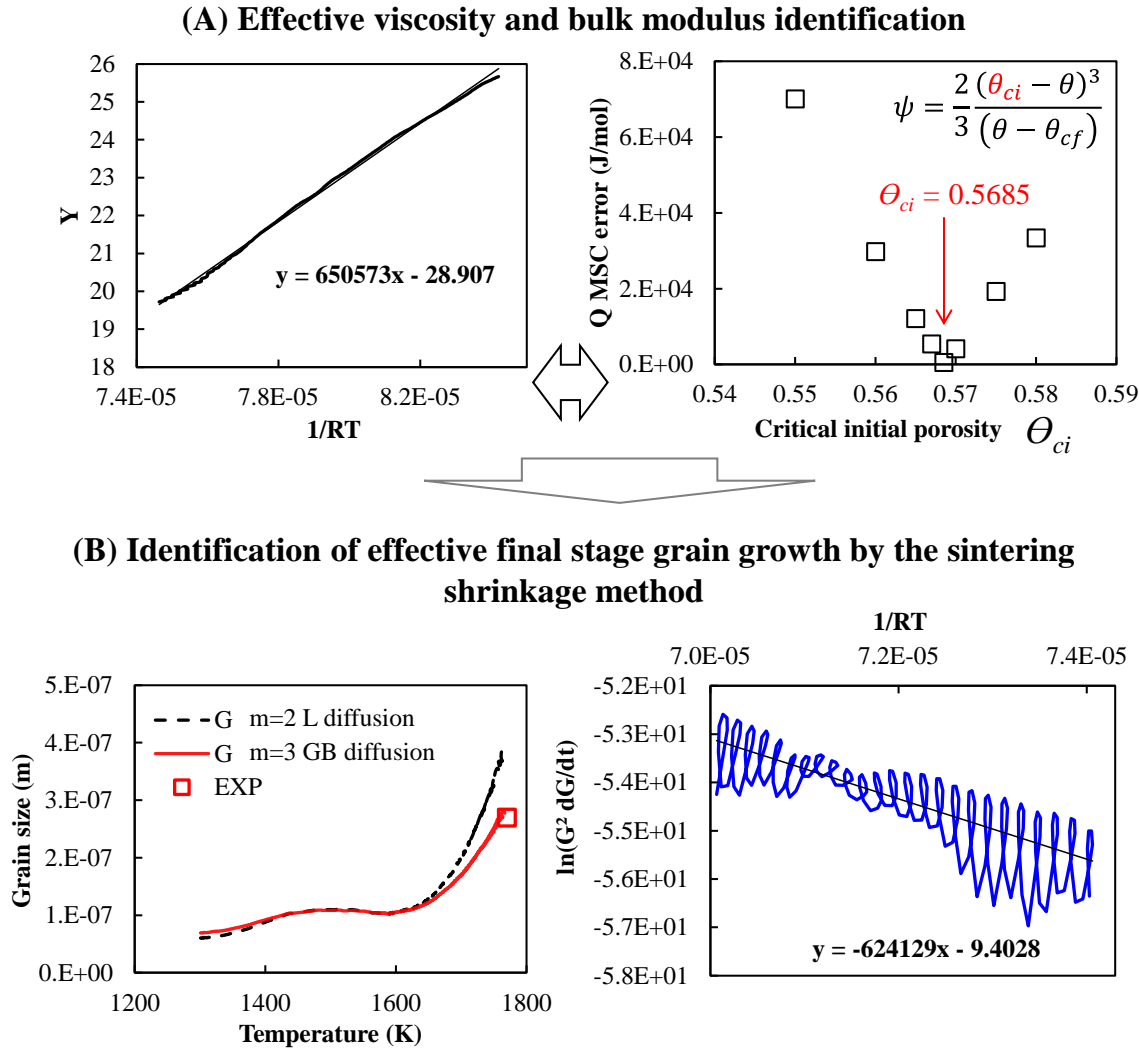 (A) Effective viscosity and bulk modulus identification
26
25
24
23
22
21
20
19
18
Y
y = 650573x - 28.907
7.4E-05 7.8E-05 8.2E-05
1/RT
8.E+04
6.E+04
4.E+04
2.E+04
0.E+00
Q MSC error (J/mol)
ψ = 2/3 (θci − θ)³/(θ − θcf)
Θci = 0.5685
0.54 0.55 0.56 0.57 0.58 0.59
Critical initial porosity Θci
(B) Identification of effective final stage grain growth by the sintering
shrinkage method
5.E-07
4.E-07
3.E-07
2.E-07
1.E-07
0.E+00
Grain size (m)
G m=2 L diffusion
G m=3 GB diffusion
EXP
1200 1400 1600 1800
Temperature (K)
1/RT
7.0E-05 7.2E-05 7.4E-05
-5.2E+01
-5.3E+01
-5.4E+01
-5.5E+01
-5.6E+01
-5.7E+01
-5.8E+01
ln(G² dG/dt)
y = -624129x - 9.4028